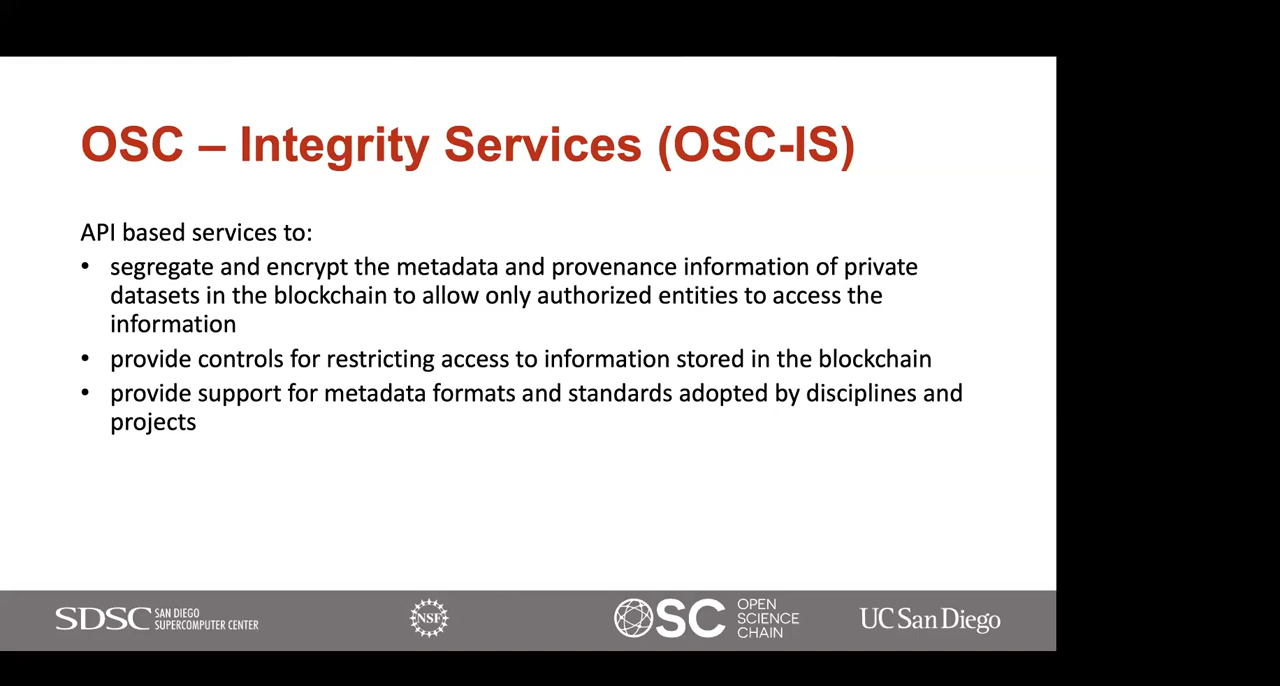 OSC – Integrity Services (OSC-IS)
API based services to:
• segregate and encrypt the metadata and provenance information of private
datasets in the blockchain to allow only authorized entities to access the
information
• provide controls for restricting access to information stored in the blockchain
• provide support for metadata formats and standards adopted by disciplines and
projects
SDSC SAN DIEGO
SUPERCOMPUTER CENTER
NSF
OSC OPEN
SCIENCE
CHAIN
UC San Diego